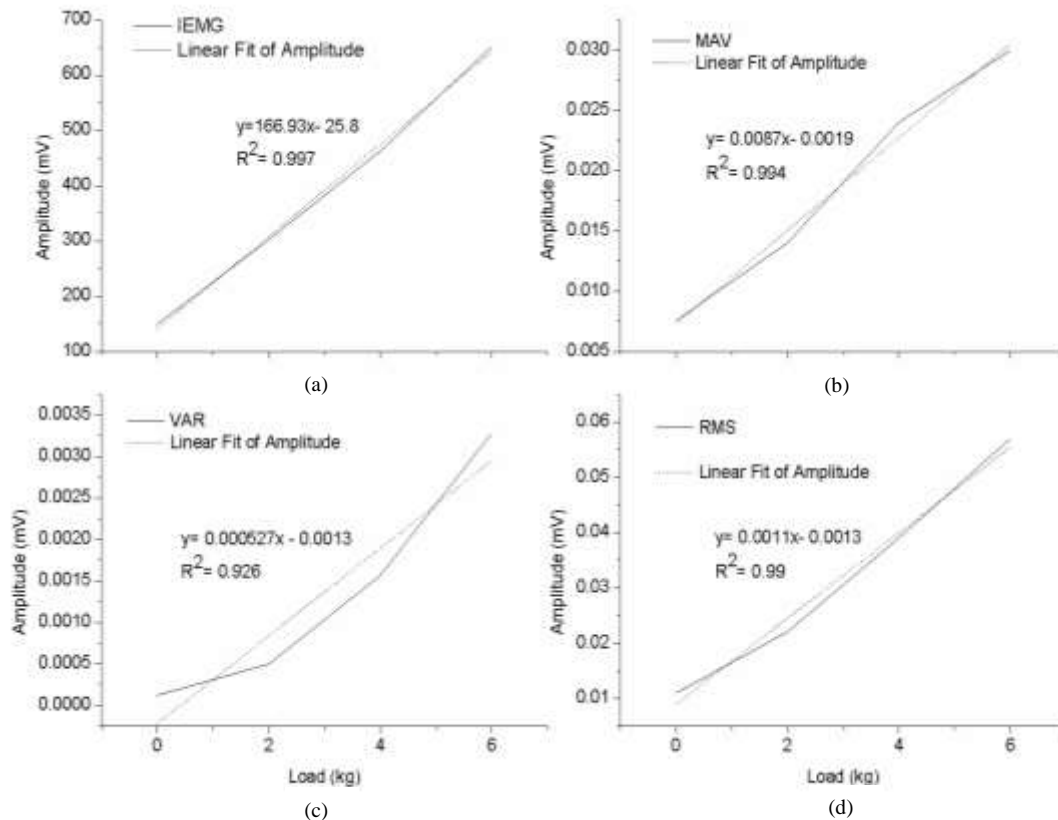 700
600
500
400
300
200
100
Amplitude (mV)
IEMG
Linear Fit of Amplitude
y=166.93x- 25.8
R²= 0.997
(a)
0.030
0.025
0.020
0.015
0.010
0.005
Amplitude (mV)
MAV
Linear Fit of Amplitude
y= 0.0087x- 0.0019
R²= 0.994
(b)
0.0035
0.0030
0.0025
0.0020
0.0015
0.0010
0.0005
0.0000
Amplitude (mV)
VAR
Linear Fit of Amplitude
y= 0.000527x - 0.0013
R²= 0.926
0 2 4 6
Load (kg)
(c)
0.06
0.05
0.04
0.03
0.02
0.01
Amplitude (mV)
RMS
Linear Fit of Amplitude
y= 0.0011x- 0.0013
R²= 0.99
0 2 4 6
Load (kg)
(d)